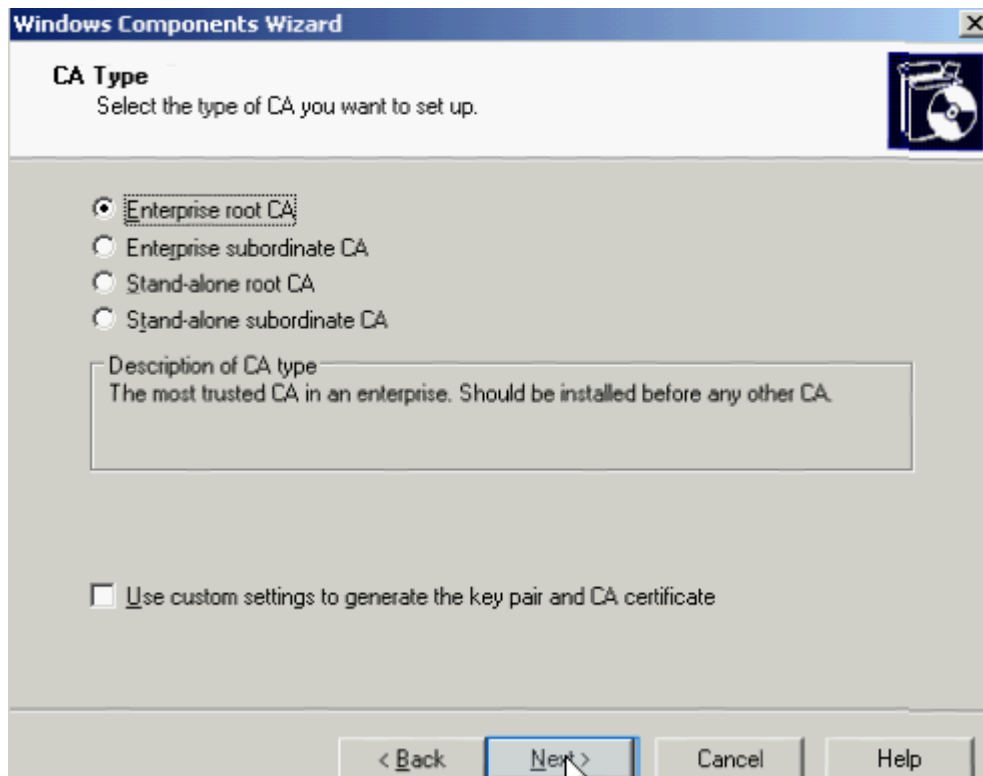 Windows Components Wizard
CA Type
Select the type of CA you want to set up.
Enterprise root CA
Enterprise subordinate CA
Stand-alone root CA
Stand-alone subordinate CA
Description of CA type
The most trusted CA in an enterprise. Should be installed before any other CA.
Use custom settings to generate the key pair and CA certificate
< Back Next > Cancel Help